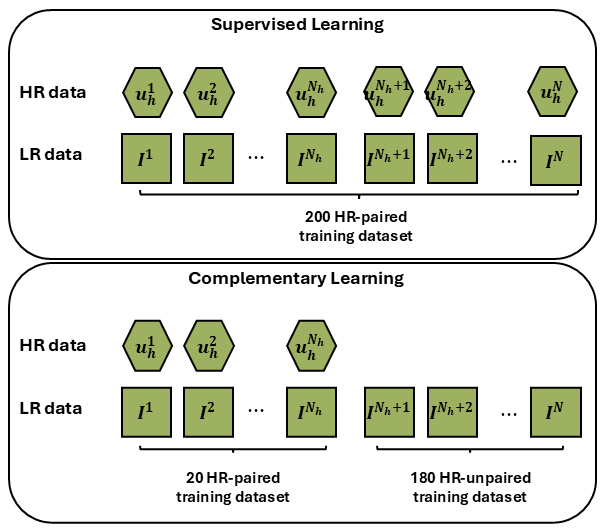 Supervised Learning
HR data u_h^1 u_h^2 u_h^{N_h} u_h^{N_h+1} u_h^{N_h+2} u_h^N
LR data I^1 I^2 ... I^{N_h} I^{N_h+1} I^{N_h+2} ... I^N
200 HR-paired
training dataset
Complementary Learning
HR data u_h^1 u_h^2 u_h^{N_h}
LR data I^1 I^2 ... I^{N_h} I^{N_h+1} I^{N_h+2} ... I^N
20 HR-paired 180 HR-unpaired
training dataset training dataset